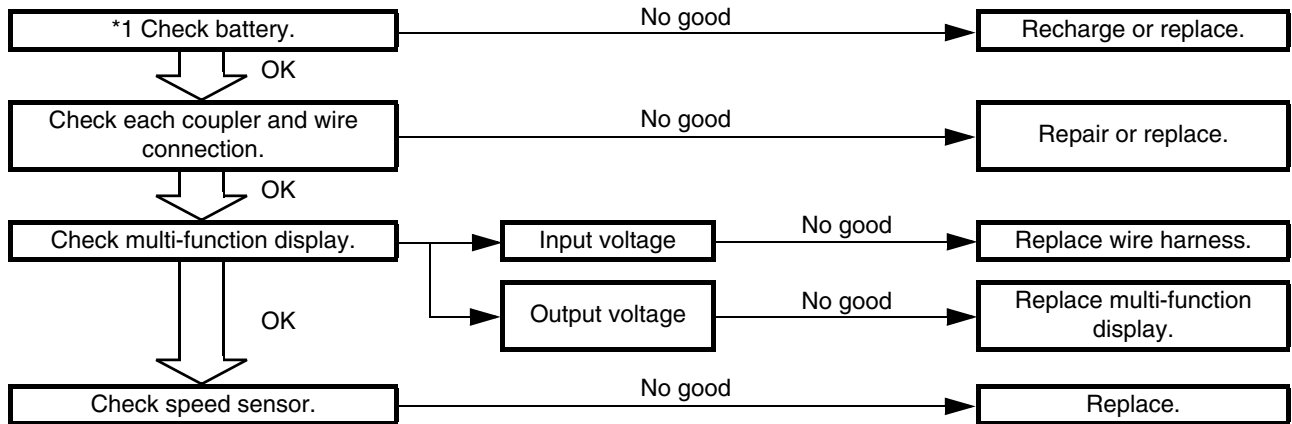 *1 Check battery.
No good
Recharge or replace.
OK
Check each coupler and wire
connection.
No good
Repair or replace.
OK
Check multi-function display.
Input voltage
No good
Replace wire harness.
Output voltage
No good
Replace multi-function
display.
OK
Check speed sensor.
No good
Replace.